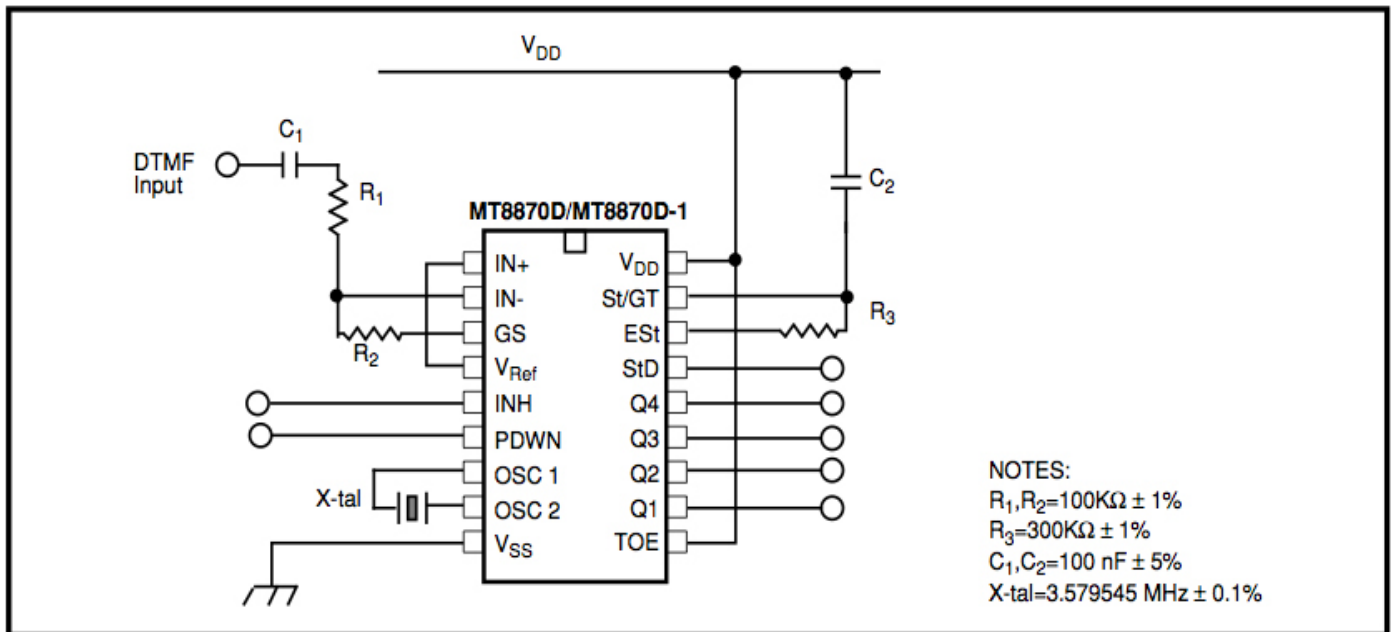 VDD
C1
DTMF
Input
R1
C2
MT8870D/MT8870D-1
IN+
VDD
IN-
St/GT
R3
GS
ESt
R2
VRef
StD
INH
Q4
PDWN
Q3
OSC 1
Q2
X-tal
OSC 2
Q1
VSS
TOE
NOTES:
R1,R2=100KΩ ± 1%
R3=300KΩ ± 1%
C1,C2=100 nF ± 5%
X-tal=3.579545 MHz ± 0.1%